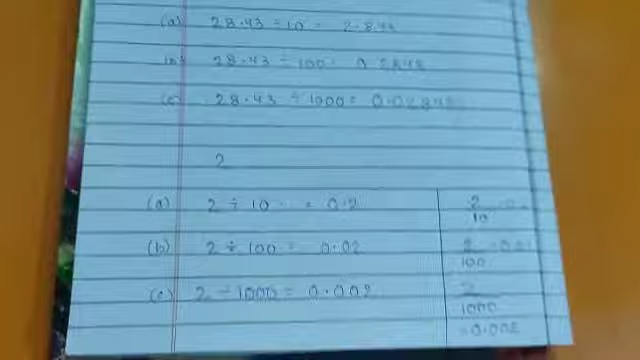 (a) 28.43 ÷ 10 = 2.843
(b) 28.43 ÷ 100 = 0.2843
(c) 28.43 ÷ 1000 = 0.02843
2
(a) 2 ÷ 10 = 0.2
2/10
(b) 2 ÷ 100 = 0.02
2/100
(c) 2 ÷ 1000 = 0.002
2/1000
=0.002